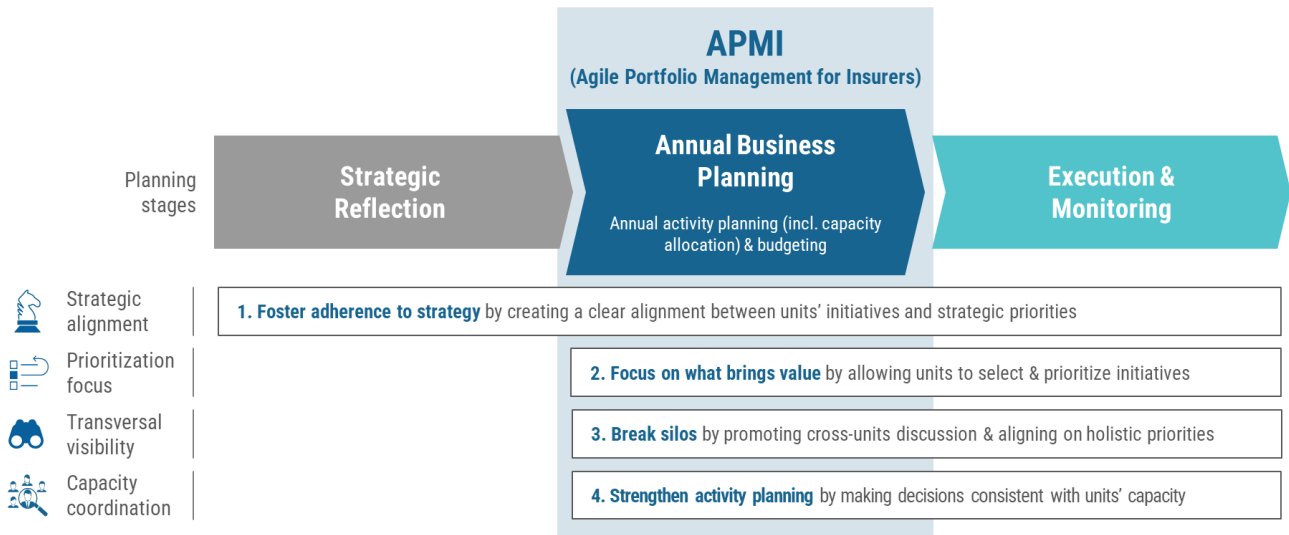 APMI
(Agile Portfolio Management for Insurers)
Planning
stages
Strategic
Reflection
Annual Business
Planning
Annual activity planning (incl. capacity
allocation) & budgeting
Execution &
Monitoring
Strategic
alignment
1. Foster adherence to strategy by creating a clear alignment between units’ initiatives and strategic priorities
Prioritization
focus
2. Focus on what brings value by allowing units to select & prioritize initiatives
Transversal
visibility
3. Break silos by promoting cross-units discussion & aligning on holistic priorities
Capacity
coordination
4. Strengthen activity planning by making decisions consistent with units’ capacity